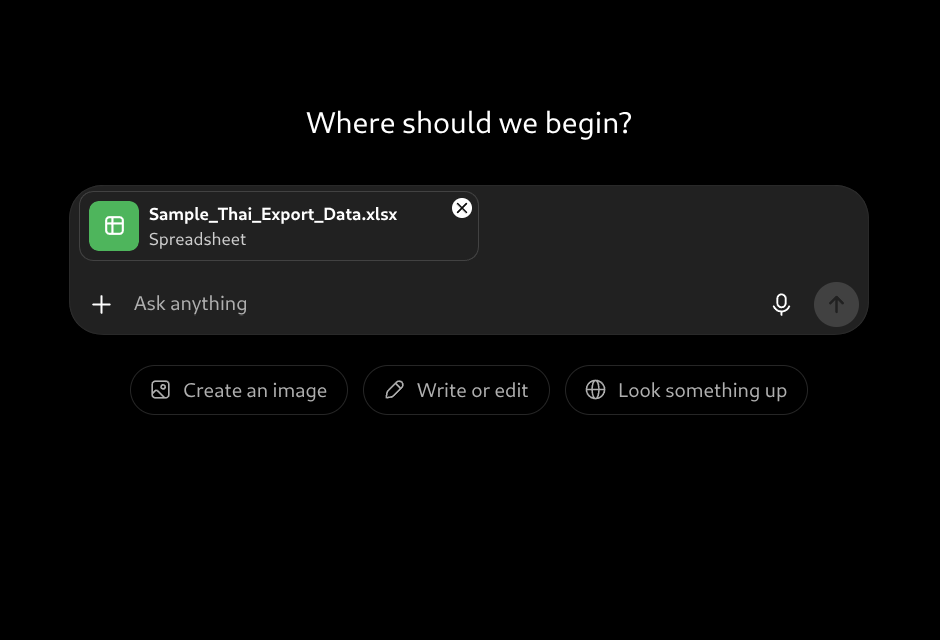 Where should we begin?
Sample_Thai_Export_Data.xlsx
Spreadsheet
Ask anything
Create an image
Write or edit
Look something up